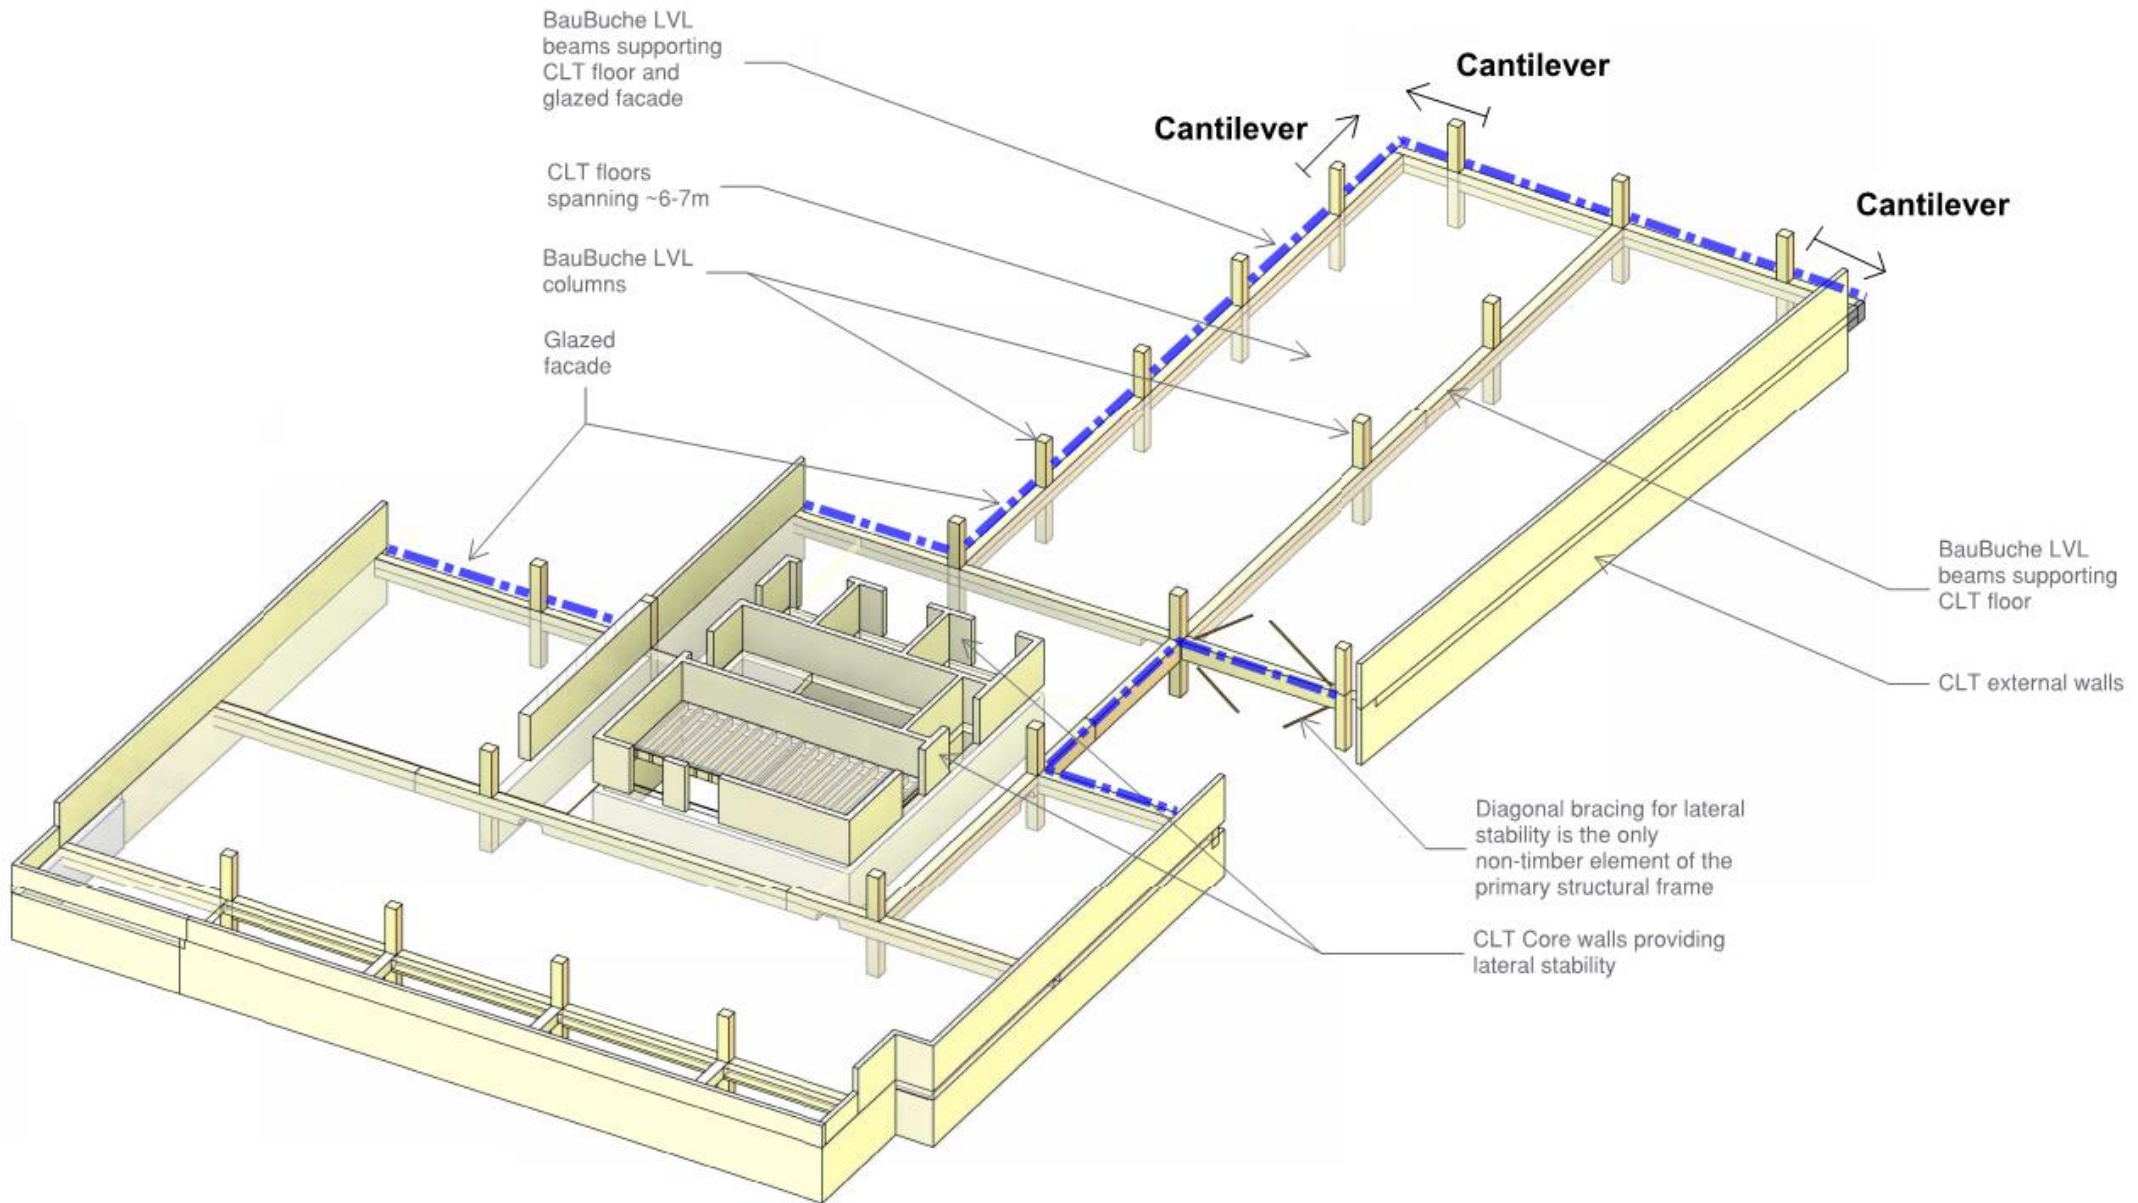 BauBuche LVL
beams supporting
CLT floor and
glazed facade
Cantilever
Cantilever
CLT floors
spanning ~6-7m
Cantilever
BauBuche LVL
columns
Glazed
facade
BauBuche LVL
beams supporting
CLT floor
CLT external walls
Diagonal bracing for lateral
stability is the only
non-timber element of the
primary structural frame
CLT Core walls providing
lateral stability